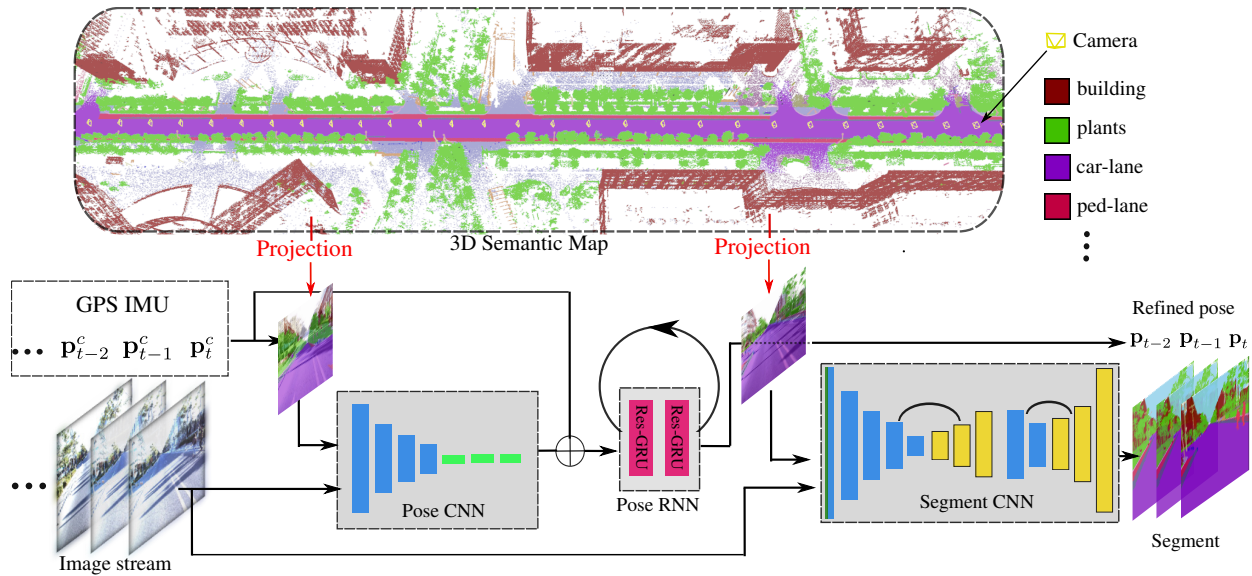 Camera
building
plants
car-lane
ped-lane
3D Semantic Map
Projection
Projection
GPS IMU
p^c_{t−2} p^c_{t−1} p^c_t
Refined pose
p_{t−2} p_{t−1} p_t
Res-GRU
Res-GRU
Pose CNN
Pose RNN
Segment CNN
Image stream
Segment